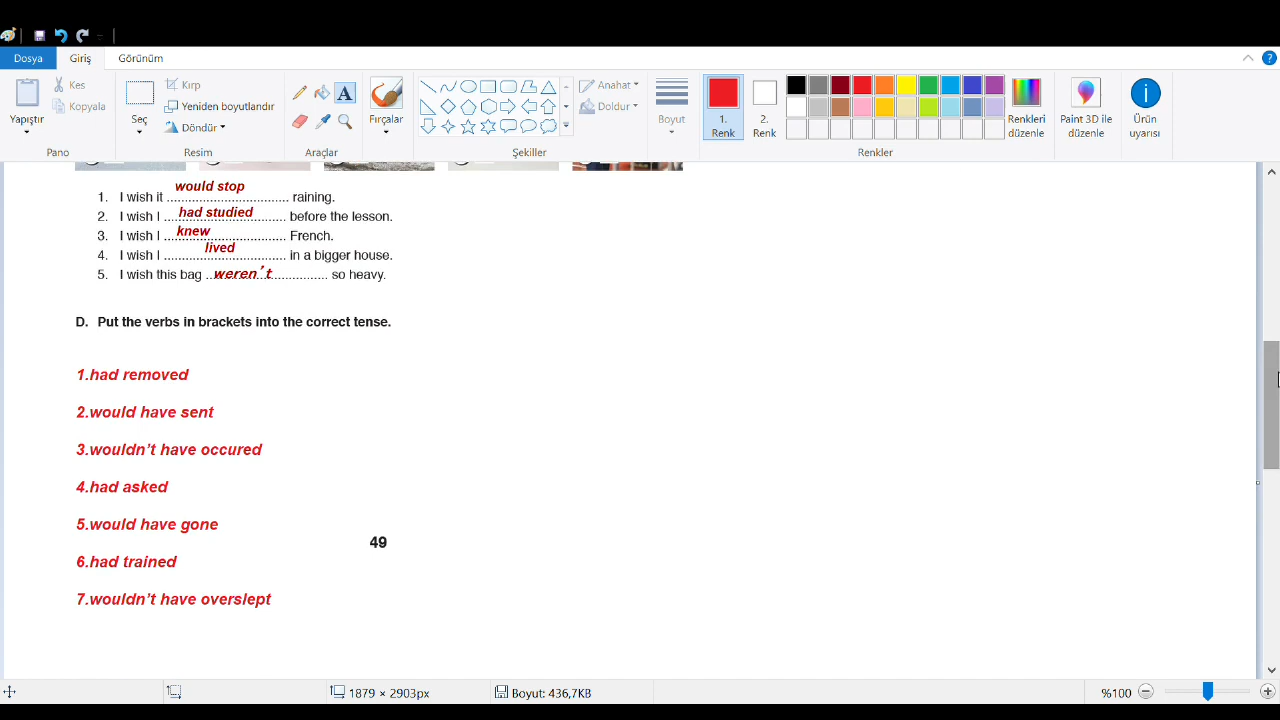 Dosya Giriş Görünüm
Yapıştır
Kes
Kopyala
Pano
Seç
Kırp
Yeniden boyutlandır
Döndür
Resim
A
Araçlar
Fırçalar
Anahat
Doldur
Şekiller
Boyut
1.
Renk
2.
Renk
Renkleri
düzenle
Renkler
Paint 3D ile
düzenle
Ürün
uyarısı
1. I wish it would stop raining.
2. I wish I had studied before the lesson.
3. I wish I knew French.
4. I wish I lived in a bigger house.
5. I wish this bag weren't so heavy.
D. Put the verbs in brackets into the correct tense.
1.had removed
2.would have sent
3.wouldn't have occured
4.had asked
5.would have gone
49
6.had trained
7.wouldn't have overslept
1879 × 2903px Boyut: 436,7KB %100